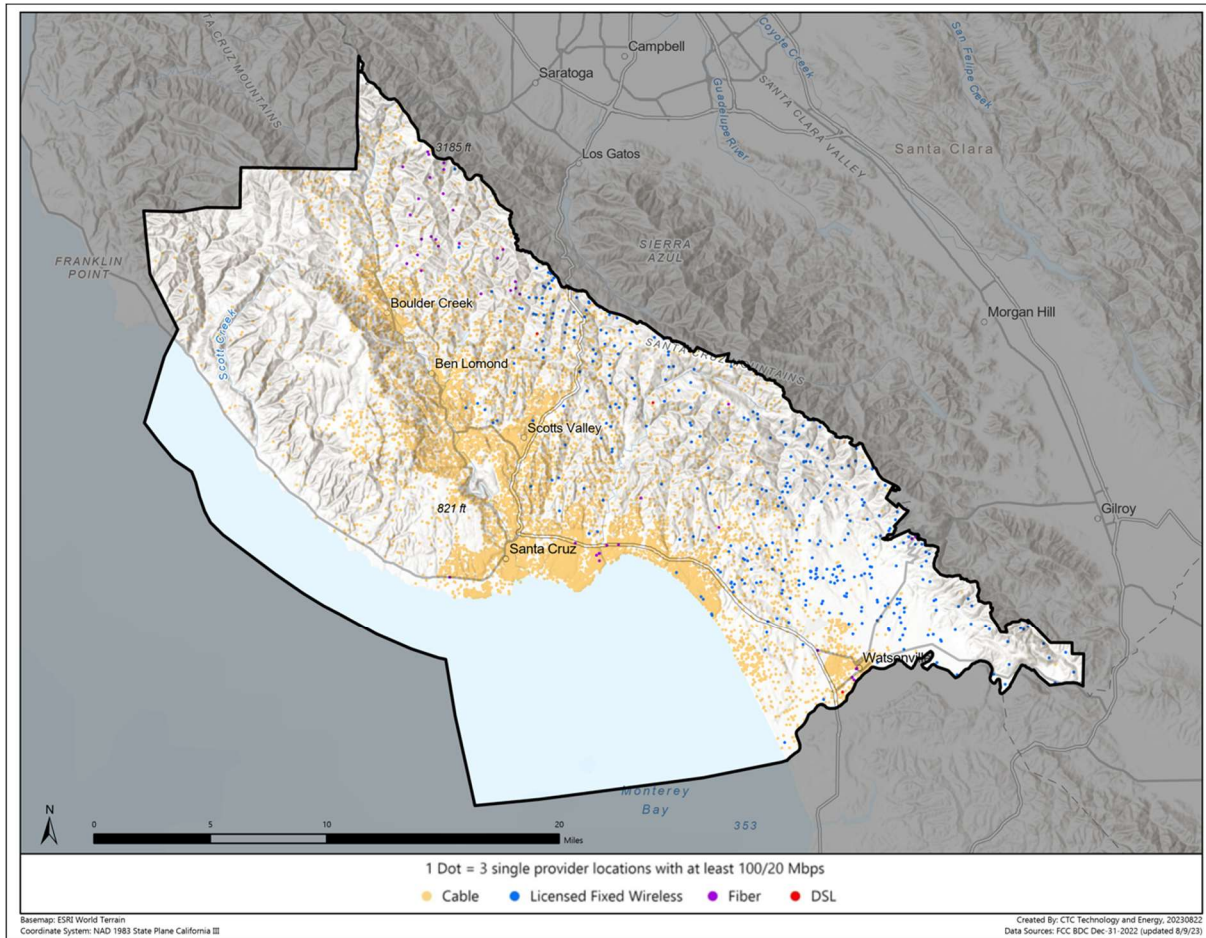 TA CRUZ MOUNTAINS
Campbell
Saratoga
Coyote Creek
San Felipe Creek
Guadelupe River
SANTA CLARA VALLEY
Santa Clara
3185 ft
Los Gatos
SIERRA
AZUL
FRANKLIN
POINT
Scott Creek
Boulder Creek
Morgan Hill
SANTA CRUZ MOUNTAINS
Ben Lomond
Scotts Valley
821 ft
Gilroy
Santa Cruz
Watsonville
Monterey
Bay
353
N
0 5 10 20
Miles
1 Dot = 3 single provider locations with at least 100/20 Mbps
Cable Licensed Fixed Wireless Fiber DSL
Basemap: ESRI World Terrain
Coordinate System: NAD 1983 State Plane California III
Created By: CTC Technology and Energy, 20230822
Data Sources: FCC BDC Dec-31-2022 (updated 8/9/23)